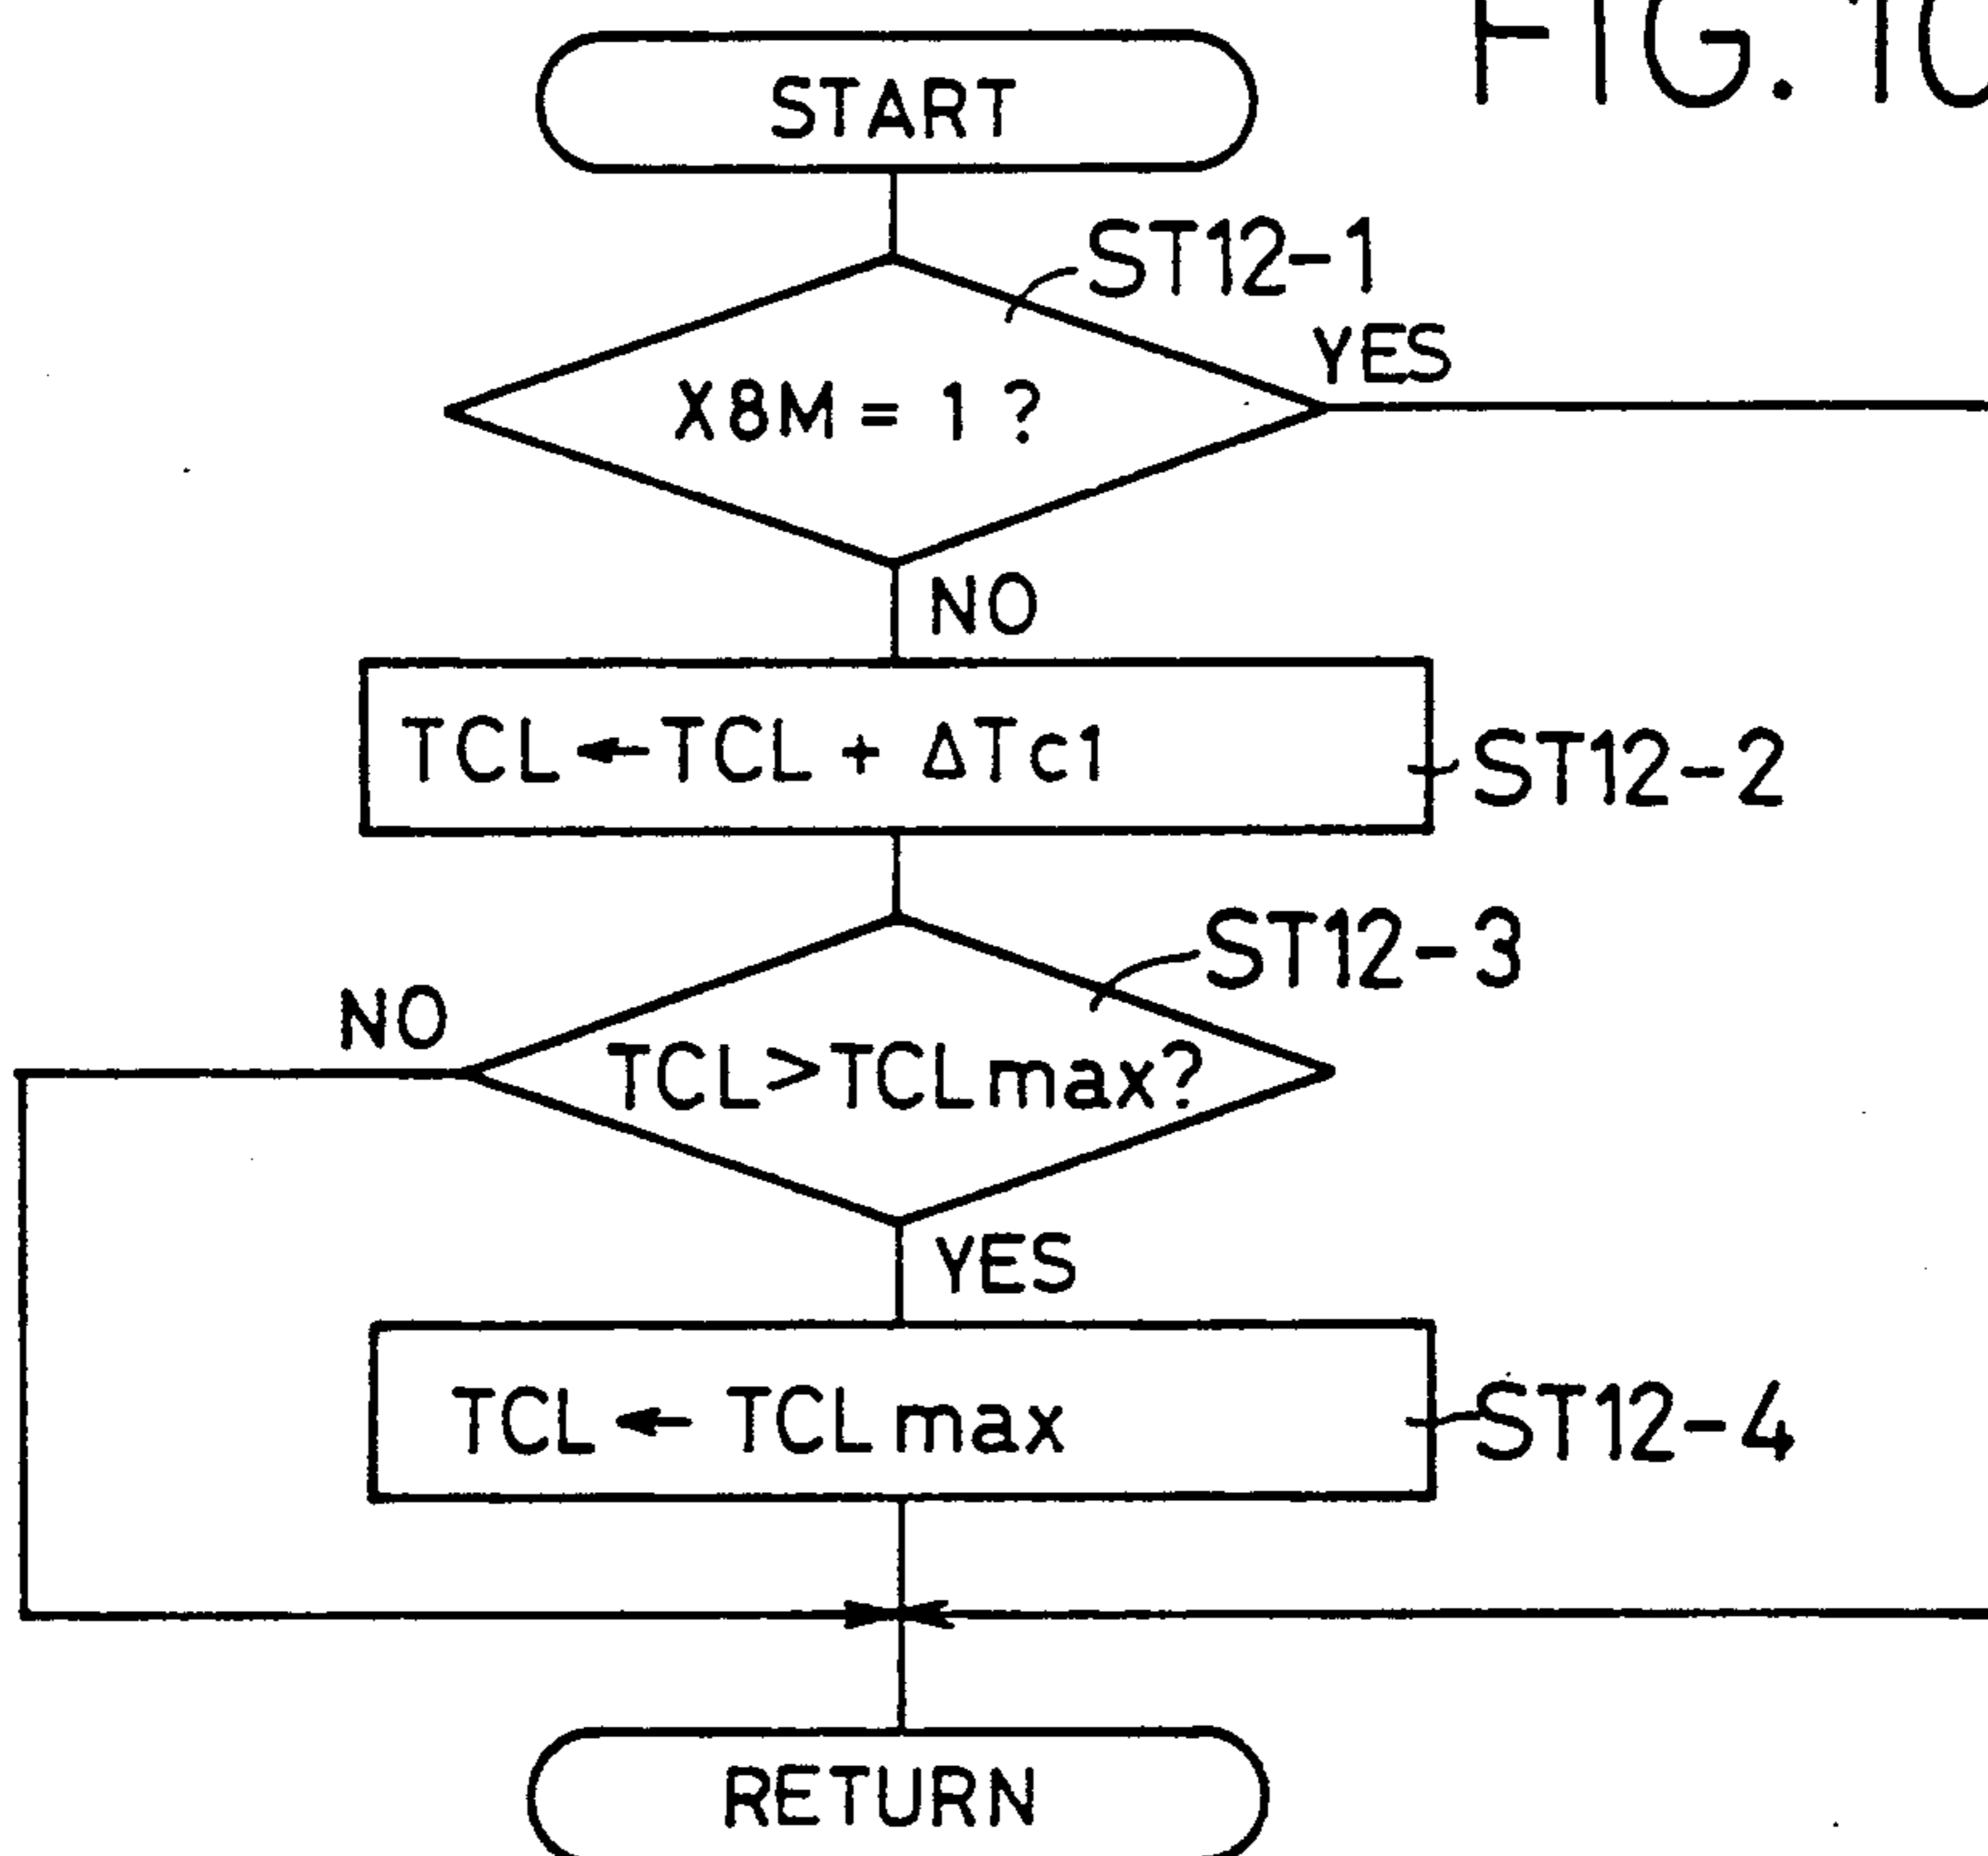 FIG. 10
START
ST12-1
X8M = 1 ?
YES
NO
TCL ← TCL + ΔTc1
ST12-2
ST12-3
NO
TCL>TCLmax?
YES
TCL ← TCLmax
ST12-4
RETURN